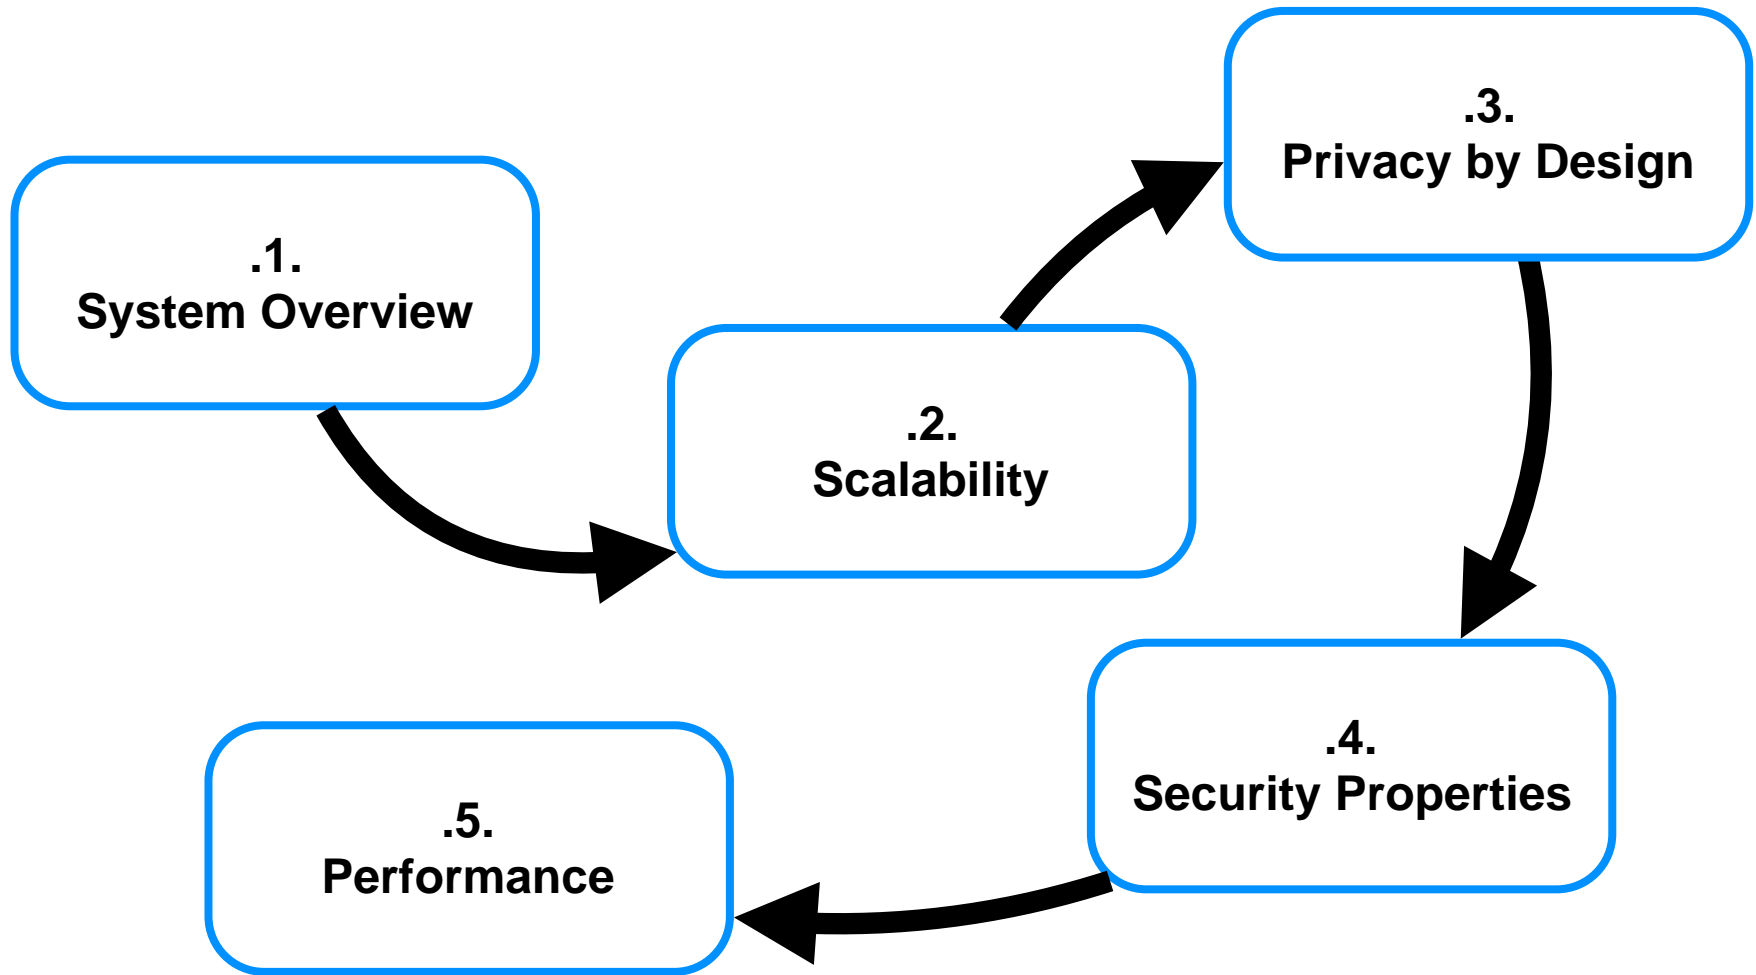 .1.
System Overview
.2.
Scalability
.3.
Privacy by Design
.4.
Security Properties
.5.
Performance